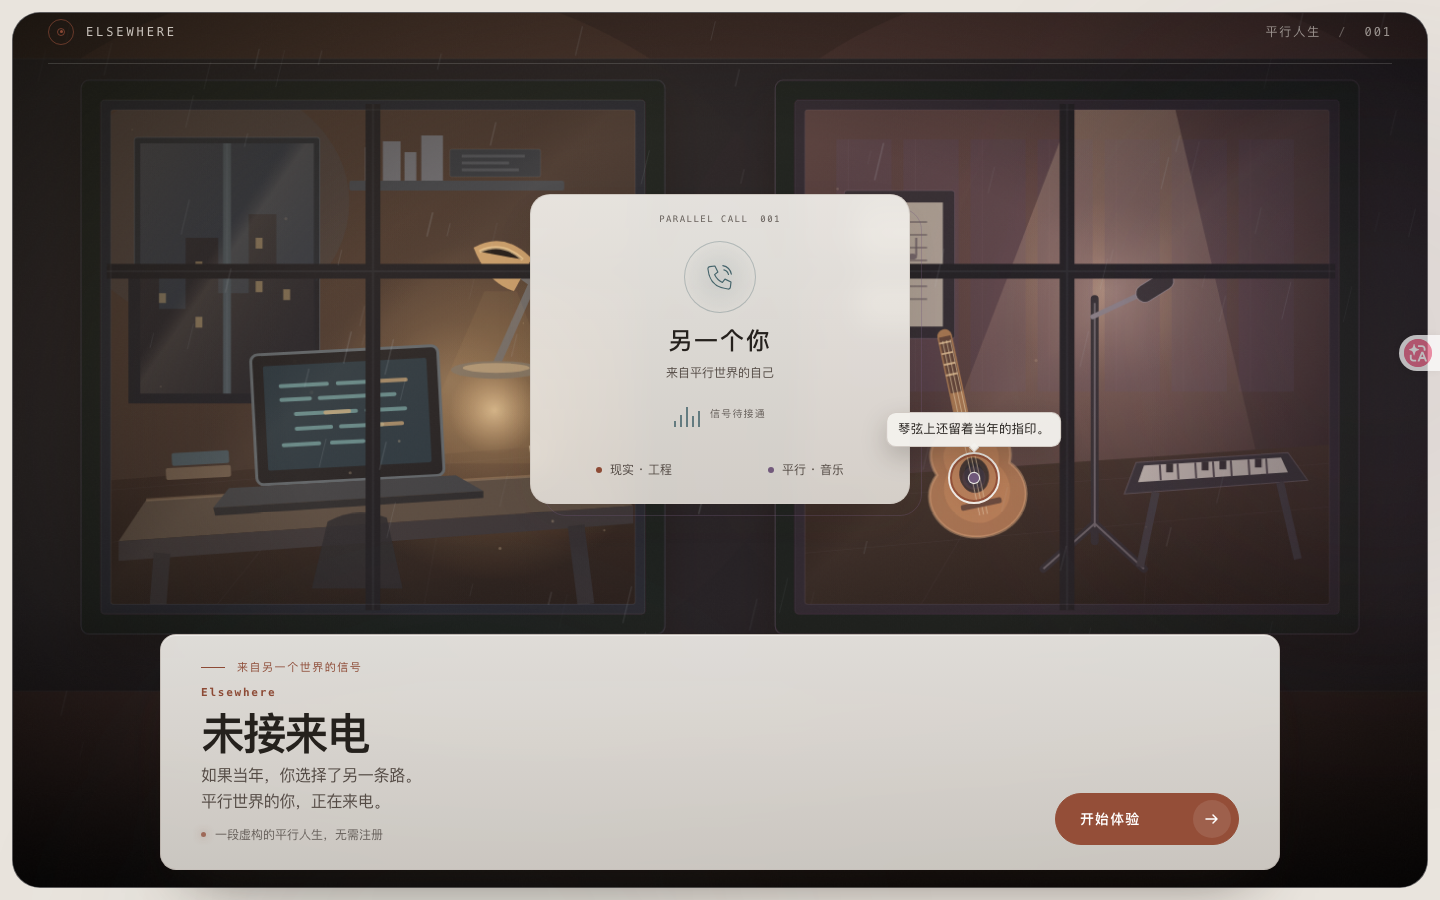 ELSEWHERE
平行人生 / 001
PARALLEL CALL 001
另一个你
来自平行世界的自己
信号待接通
现实 · 工程
平行 · 音乐
琴弦上还留着当年的指印。
来自另一个世界的信号
Elsewhere
未接来电
如果当年，你选择了另一条路。
平行世界的你，正在来电。
一段虚构的平行人生，无需注册
开始体验